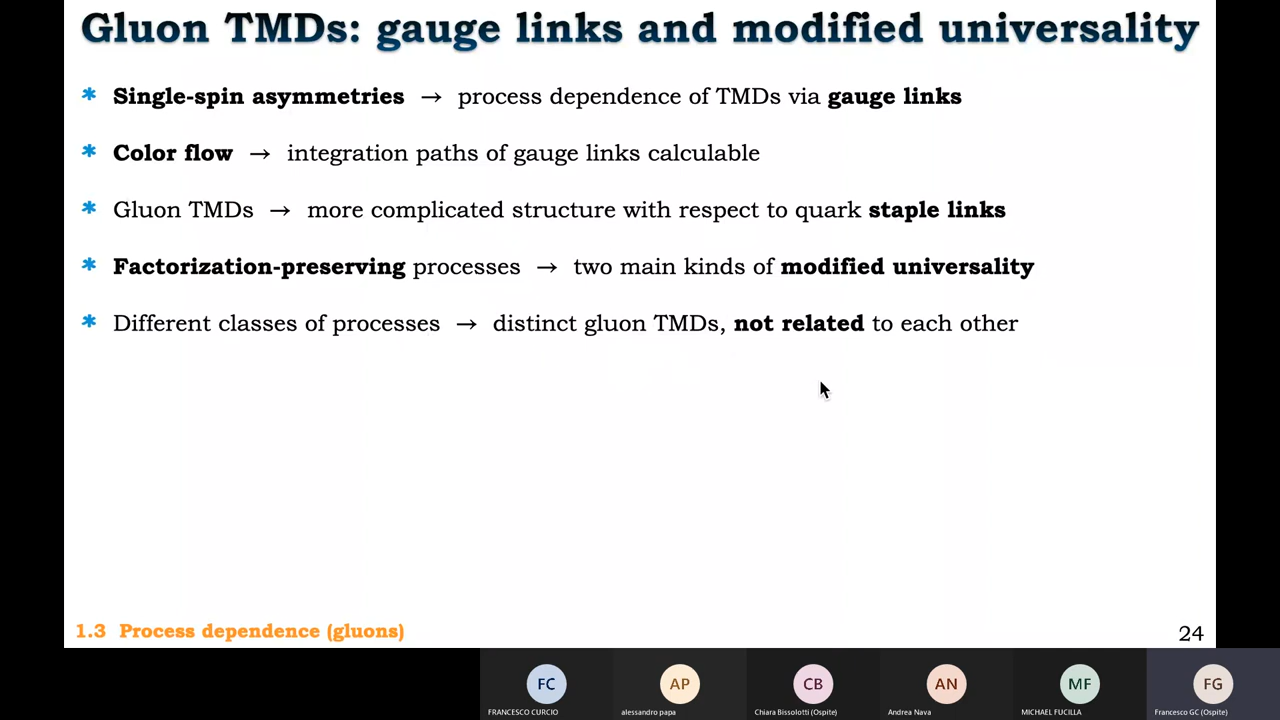 Gluon TMDs: gauge links and modified universality
* Single-spin asymmetries → process dependence of TMDs via gauge links
* Color flow → integration paths of gauge links calculable
* Gluon TMDs → more complicated structure with respect to quark staple links
* Factorization-preserving processes → two main kinds of modified universality
* Different classes of processes → distinct gluon TMDs, not related to each other
1.3 Process dependence (gluons)
24
FC AP CB AN MF FG
FRANCESCO CURCIO alessandro papa Chiara Bissolotti (Ospite) Andrea Nava MICHAEL FUCILLA Francesco GC (Ospite)